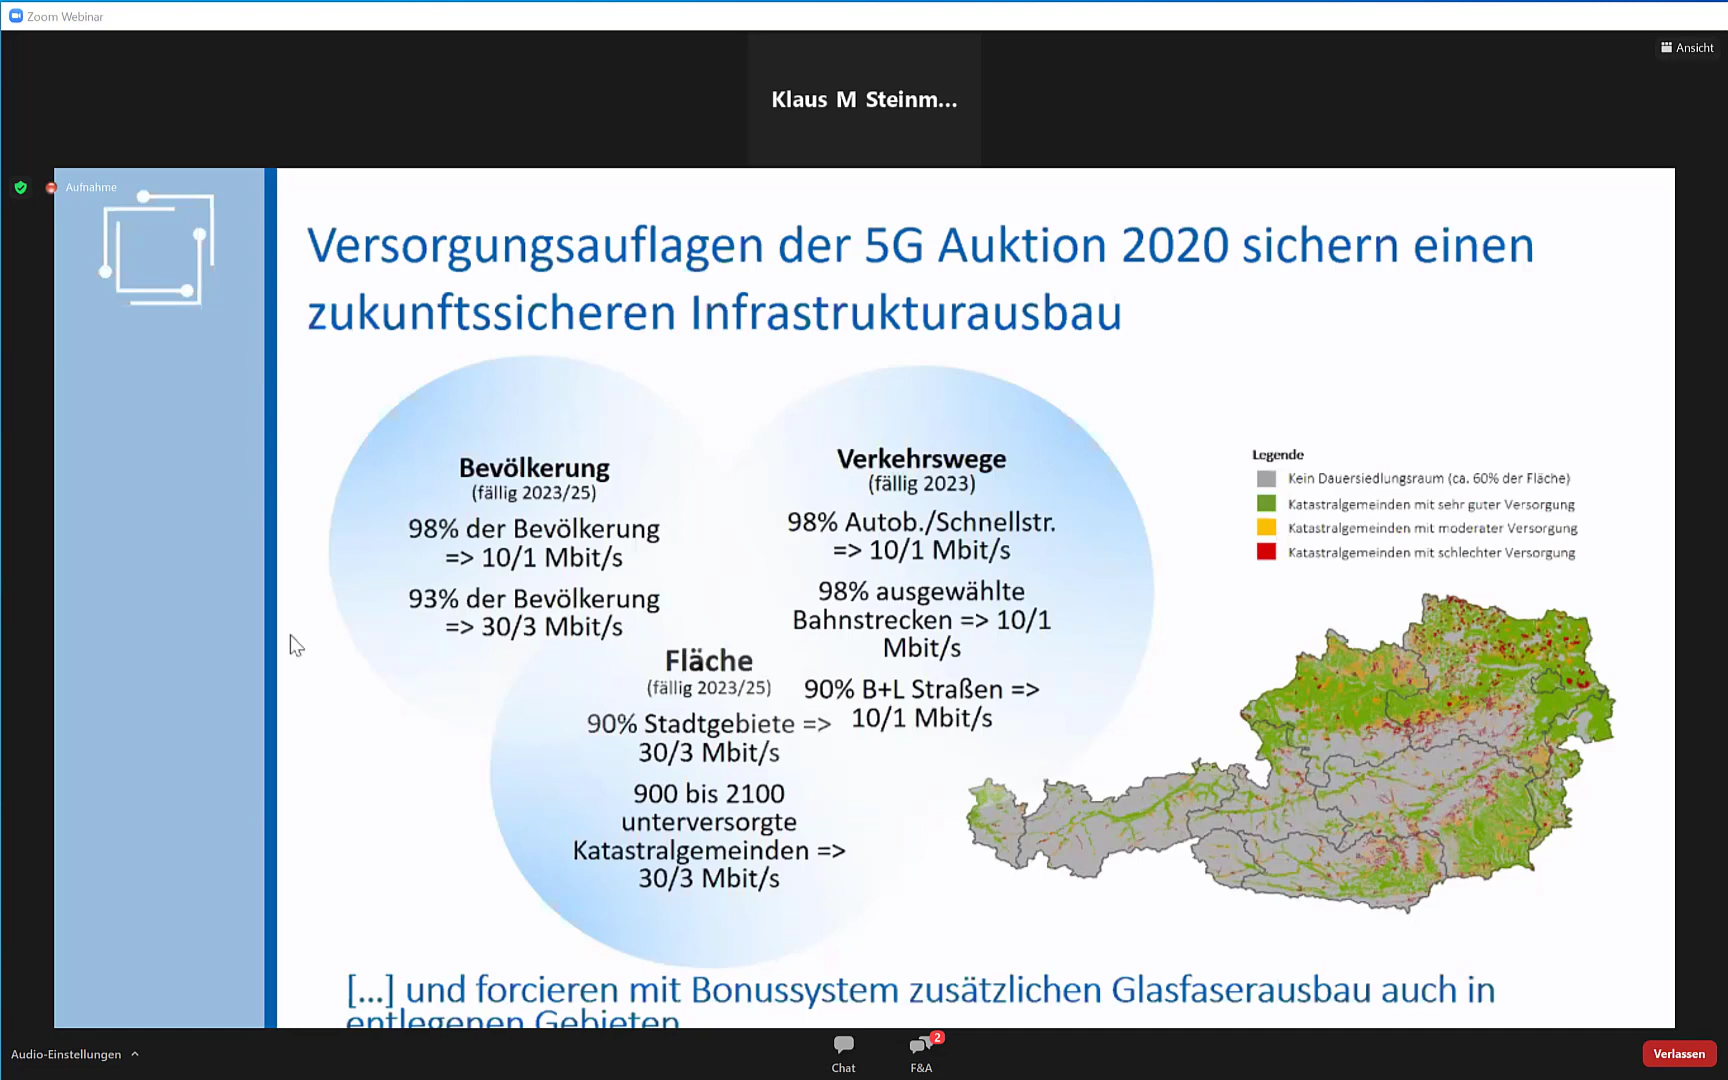 Zoom Webinar
Ansicht
Klaus M Steinm...
Aufnahme
Versorgungsauflagen der 5G Auktion 2020 sichern einen
zukunftssicheren Infrastrukturausbau
Bevölkerung
(fällig 2023/25)
98% der Bevölkerung
=> 10/1 Mbit/s
93% der Bevölkerung
=> 30/3 Mbit/s
Verkehrswege
(fällig 2023)
98% Autob./Schnellstr.
=> 10/1 Mbit/s
98% ausgewählte
Bahnstrecken => 10/1
Mbit/s
90% B+L Straßen =>
10/1 Mbit/s
Fläche
(fällig 2023/25)
90% Stadtgebiete =>
30/3 Mbit/s
900 bis 2100
unterversorgte
Katastralgemeinden =>
30/3 Mbit/s
Legende
Kein Dauersiedlungsraum (ca. 60% der Fläche)
Katastralgemeinden mit sehr guter Versorgung
Katastralgemeinden mit moderater Versorgung
Katastralgemeinden mit schlechter Versorgung
[...] und forcieren mit Bonussystem zusätzlichen Glasfaserausbau auch in
entlegenen Gebieten
Audio-Einstellungen
Chat
2
F&A
Verlassen